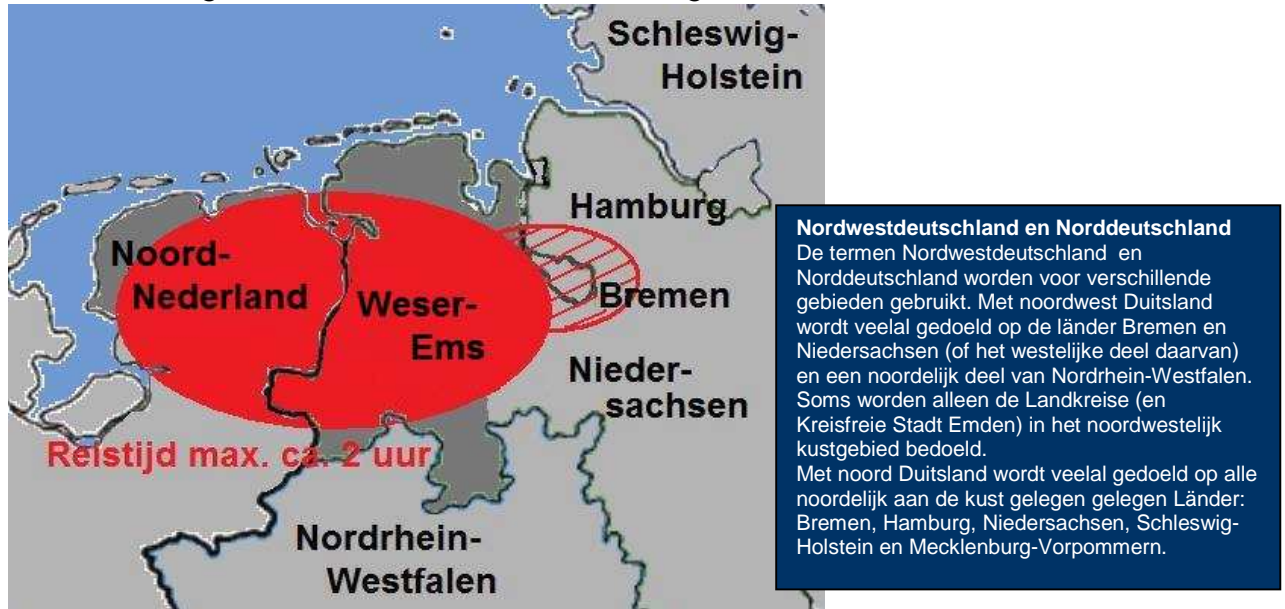 Schleswig-
Holstein
Hamburg
Noord-
Nederland
Weser-
Ems
Bremen
Nieder-
sachsen
Reistijd max. ca. 2 uur
Nordrhein-
Westfalen
Nordwestdeutschland en Norddeutschland
De termen Nordwestdeutschland en
Norddeutschland worden voor verschillende
gebieden gebruikt. Met noordwest Duitsland
wordt veelal gedoeld op de länder Bremen en
Niedersachsen (of het westelijke deel daarvan)
en een noordelijk deel van Nordrhein-Westfalen.
Soms worden alleen de Landkreise (en
Kreisfreie Stadt Emden) in het noordwestelijk
kustgebied bedoeld.
Met noord Duitsland wordt veelal gedoeld op alle
noordelijk aan de kust gelegen gelegen Länder:
Bremen, Hamburg, Niedersachsen, Schleswig-
Holstein en Mecklenburg-Vorpommern.